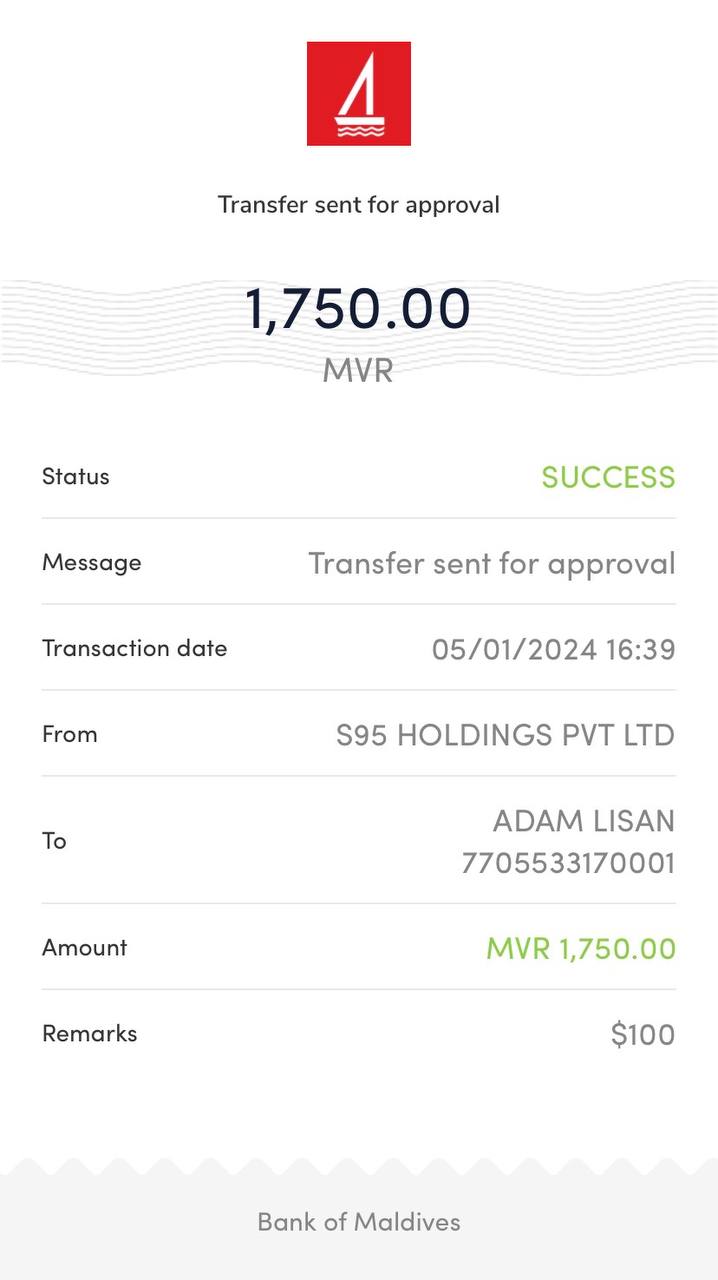 Transfer sent for approval
1,750.00
MVR
Status SUCCESS
Message Transfer sent for approval
Transaction date 05/01/2024 16:39
From S95 HOLDINGS PVT LTD
To ADAM LISAN
7705533170001
Amount MVR 1,750.00
Remarks $100
Bank of Maldives